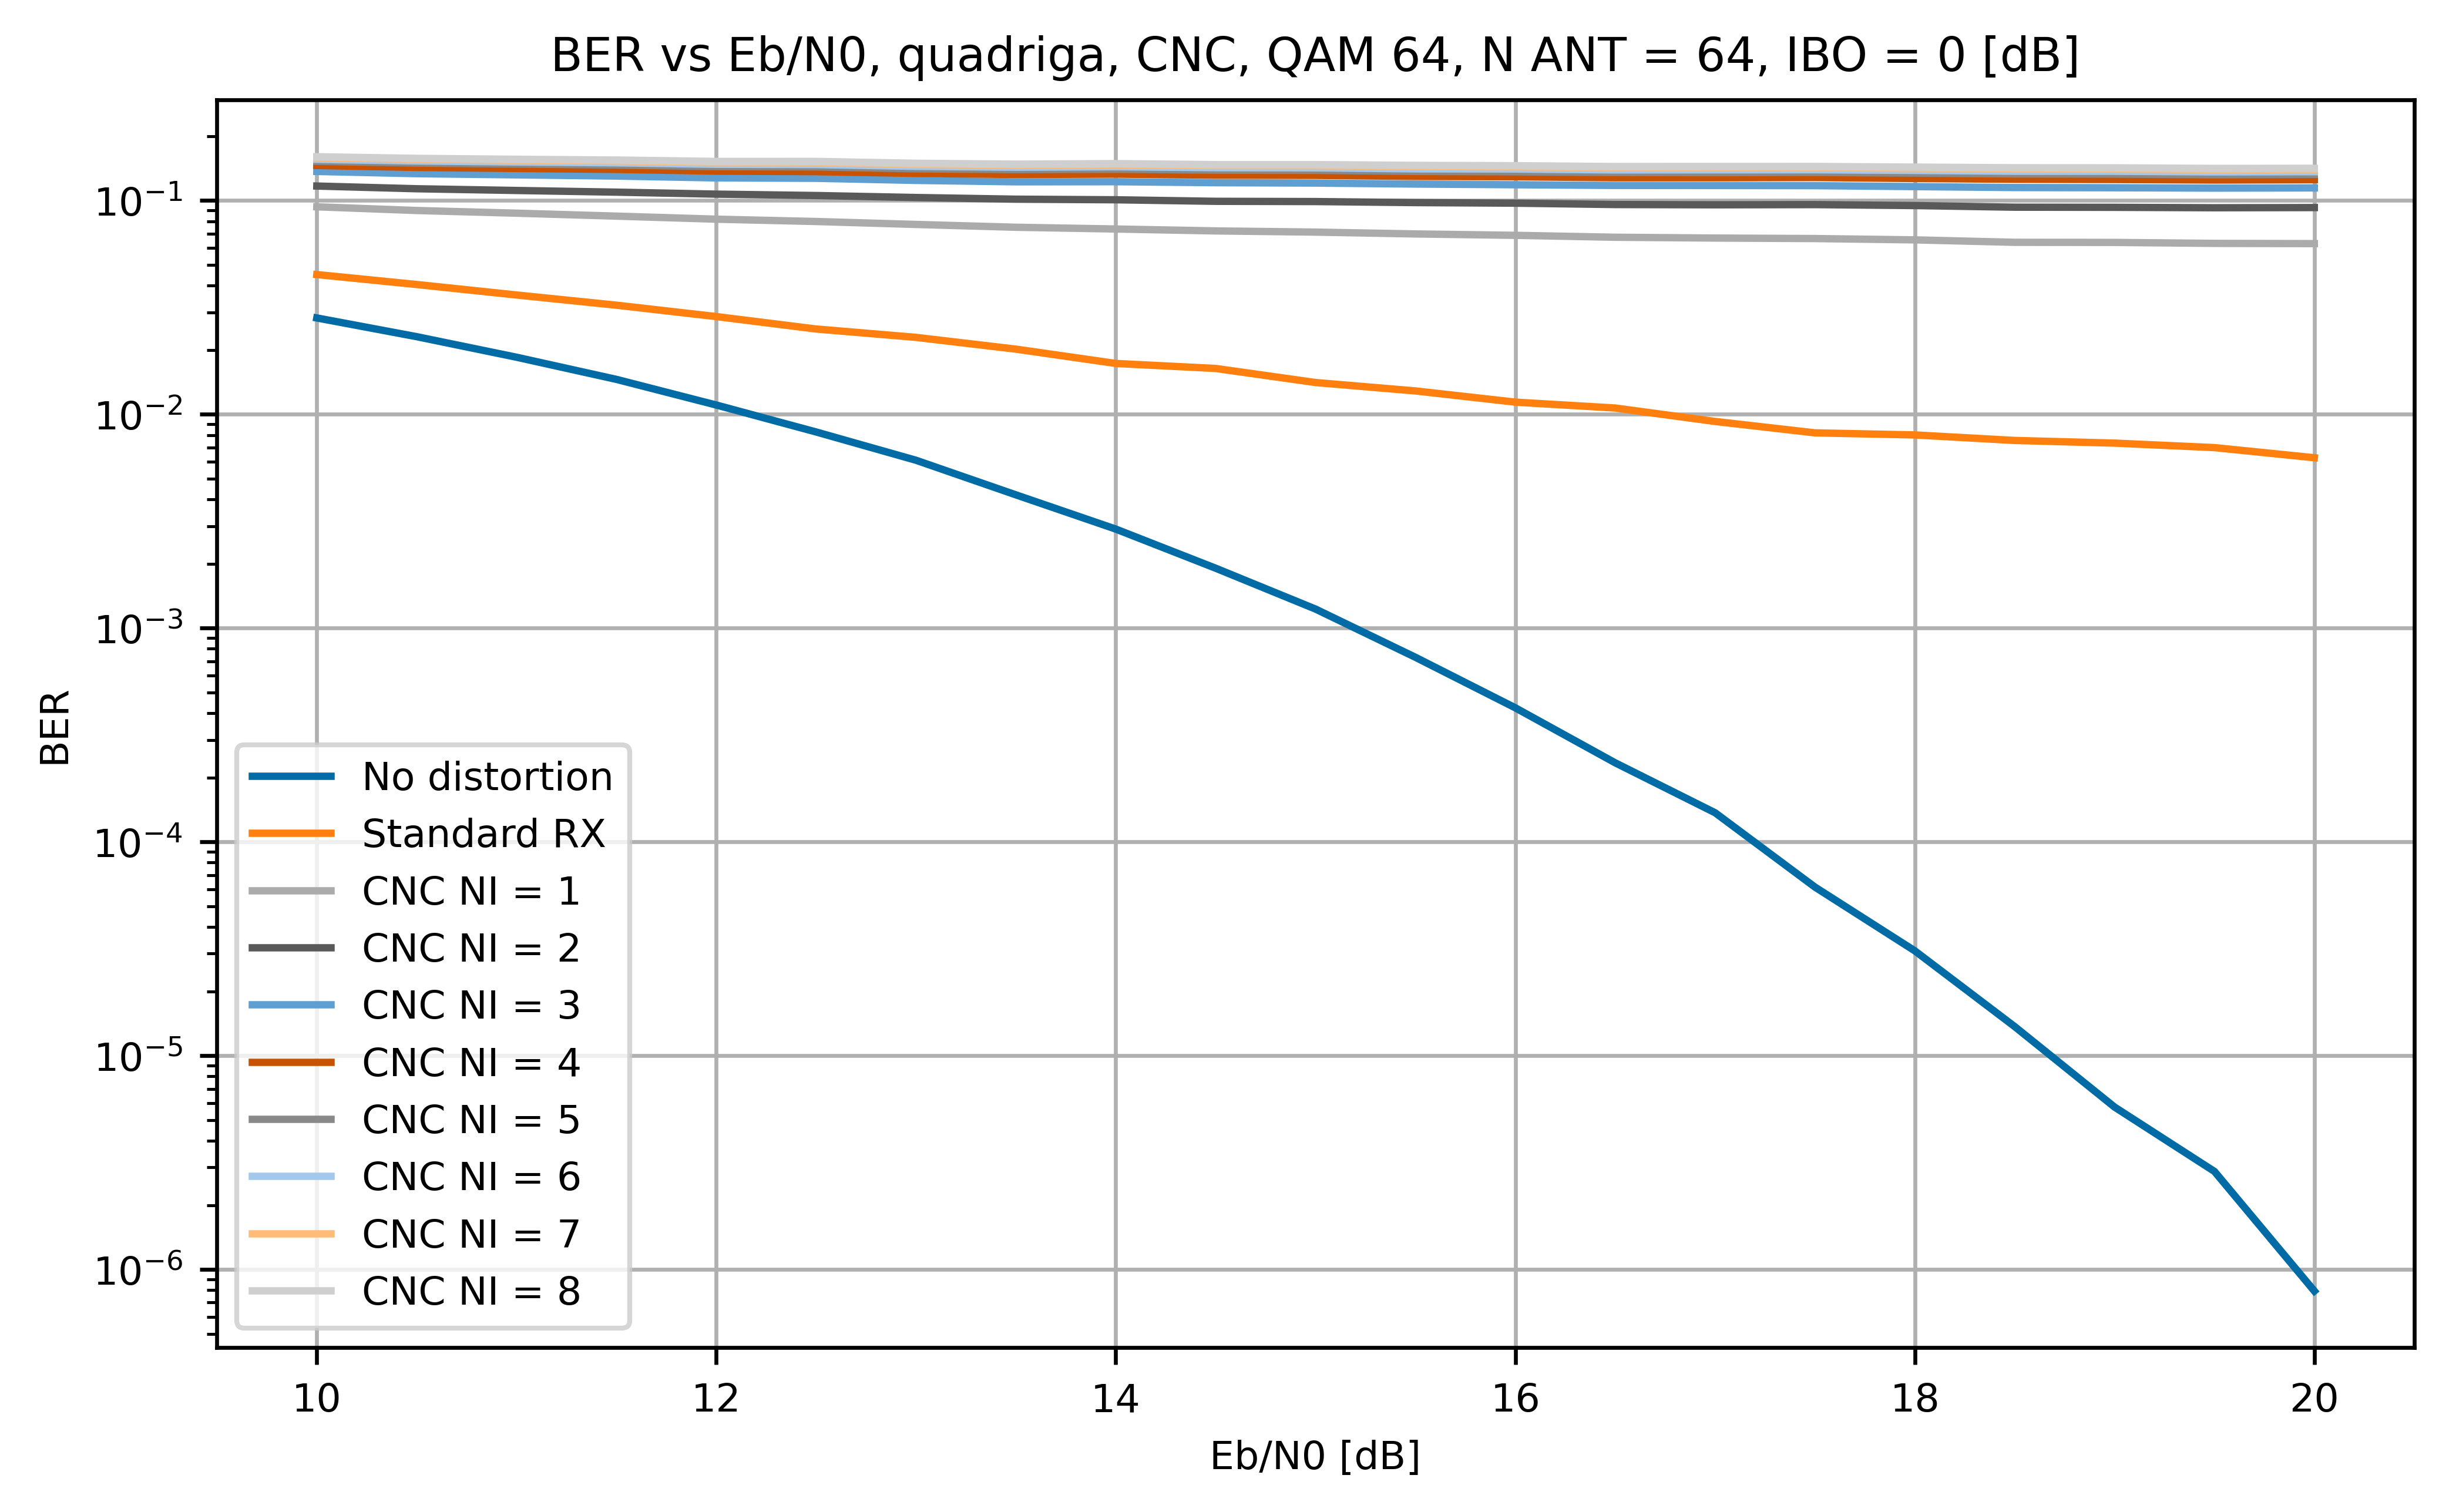 BER vs Eb/N0, quadriga, CNC, QAM 64, N ANT = 64, IBO = 0 [dB]
10⁻¹
10⁻²
10⁻³
10⁻⁴
10⁻⁵
10⁻⁶
BER
No distortion
Standard RX
CNC NI = 1
CNC NI = 2
CNC NI = 3
CNC NI = 4
CNC NI = 5
CNC NI = 6
CNC NI = 7
CNC NI = 8
10 12 14 16 18 20
Eb/N0 [dB]